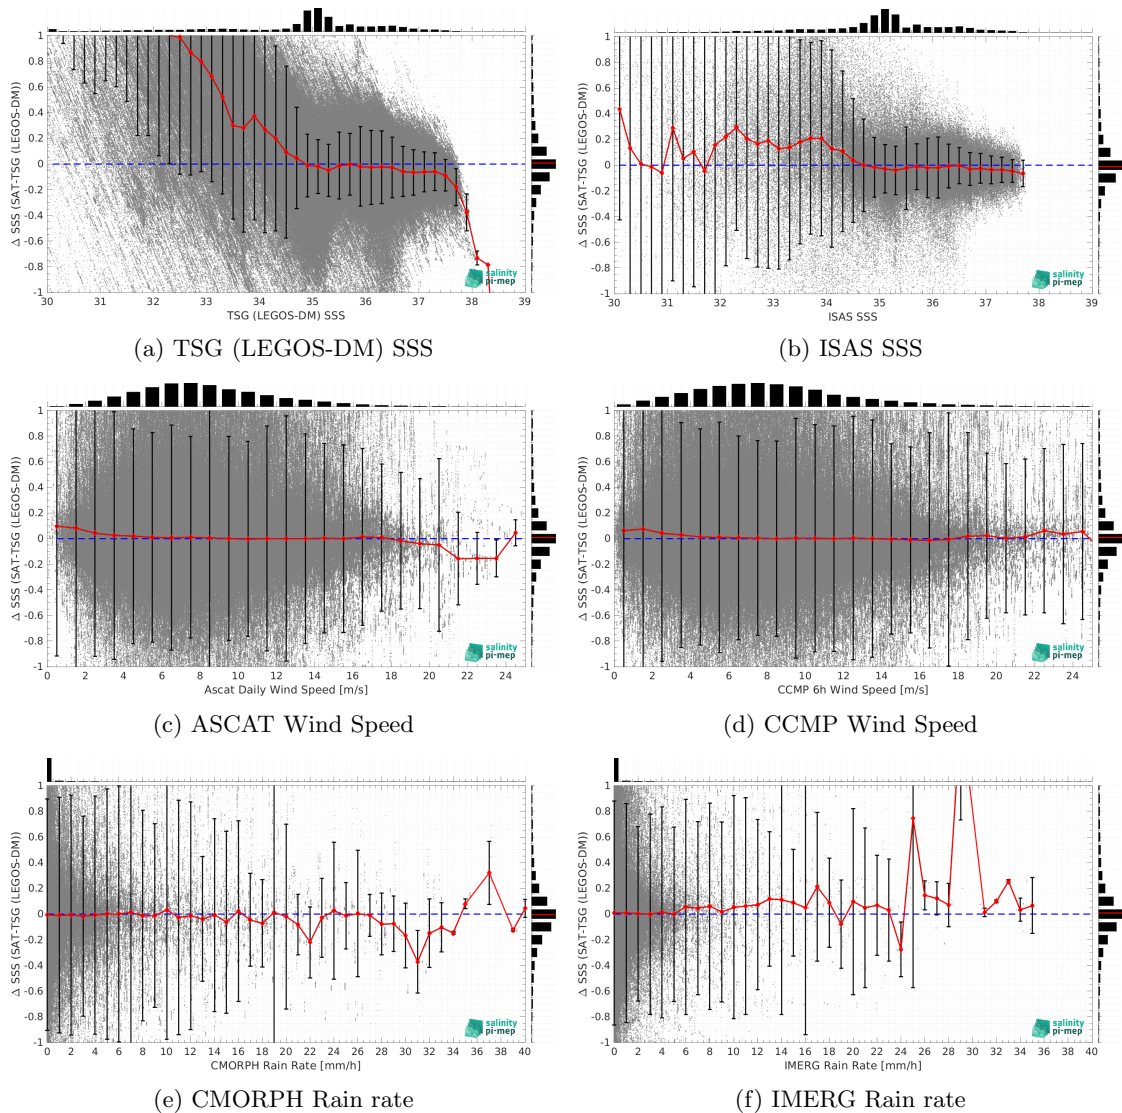 Δ SSS (SAT-TSG (LEGOS-DM))
1
0.8
0.6
0.4
0.2
0
-0.2
-0.4
-0.6
-0.8
-1
30 31 32 33 34 35 36 37 38 39
TSG (LEGOS-DM) SSS
salinity
pi-mep
(a) TSG (LEGOS-DM) SSS
Δ SSS (SAT-TSG (LEGOS-DM))
1
0.8
0.6
0.4
0.2
0
-0.2
-0.4
-0.6
-0.8
-1
30 31 32 33 34 35 36 37 38 39
ISAS SSS
salinity
pi-mep
(b) ISAS SSS
Δ SSS (SAT-TSG (LEGOS-DM))
1
0.8
0.6
0.4
0.2
0
-0.2
-0.4
-0.6
-0.8
-1
0 2 4 6 8 10 12 14 16 18 20 22 24
Ascat Daily Wind Speed [m/s]
salinity
pi-mep
(c) ASCAT Wind Speed
Δ SSS (SAT-TSG (LEGOS-DM))
1
0.8
0.6
0.4
0.2
0
-0.2
-0.4
-0.6
-0.8
-1
0 2 4 6 8 10 12 14 16 18 20 22 24
CCMP 6h Wind Speed [m/s]
salinity
pi-mep
(d) CCMP Wind Speed
Δ SSS (SAT-TSG (LEGOS-DM))
1
0.8
0.6
0.4
0.2
0
-0.2
-0.4
-0.6
-0.8
-1
0 2 4 6 8 10 12 14 16 18 20 22 24 26 28 30 32 34 36 38 40
CMORPH Rain Rate [mm/h]
salinity
pi-mep
(e) CMORPH Rain rate
Δ SSS (SAT-TSG (LEGOS-DM))
1
0.8
0.6
0.4
0.2
0
-0.2
-0.4
-0.6
-0.8
-1
0 2 4 6 8 10 12 14 16 18 20 22 24 26 28 30 32 34 36 38 40
IMERG Rain Rate [mm/h]
salinity
pi-mep
(f) IMERG Rain rate